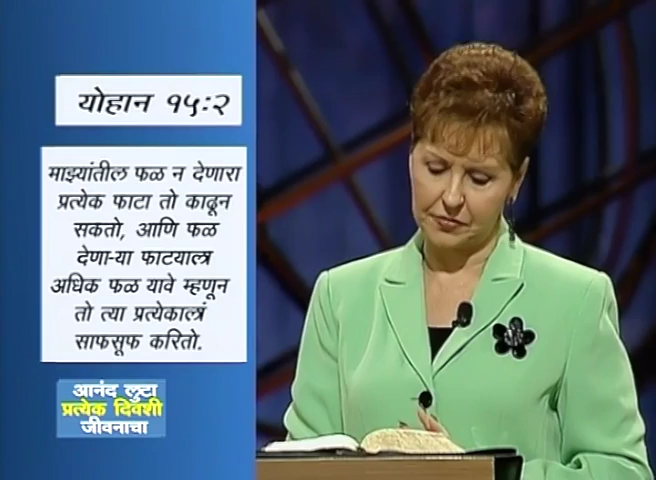 योहान १५:२
माझ्यांतील फळ न देणारा
प्रत्येक फाटा तो काढून
सकतो, आणि फळ
देणा-या फाटयाला
अधिक फळ यावे म्हणून
तो त्या प्रत्येकाला
साफसूफ करितो.
आनंद लुटा
प्रत्येक दिवशी
जीवनाचा